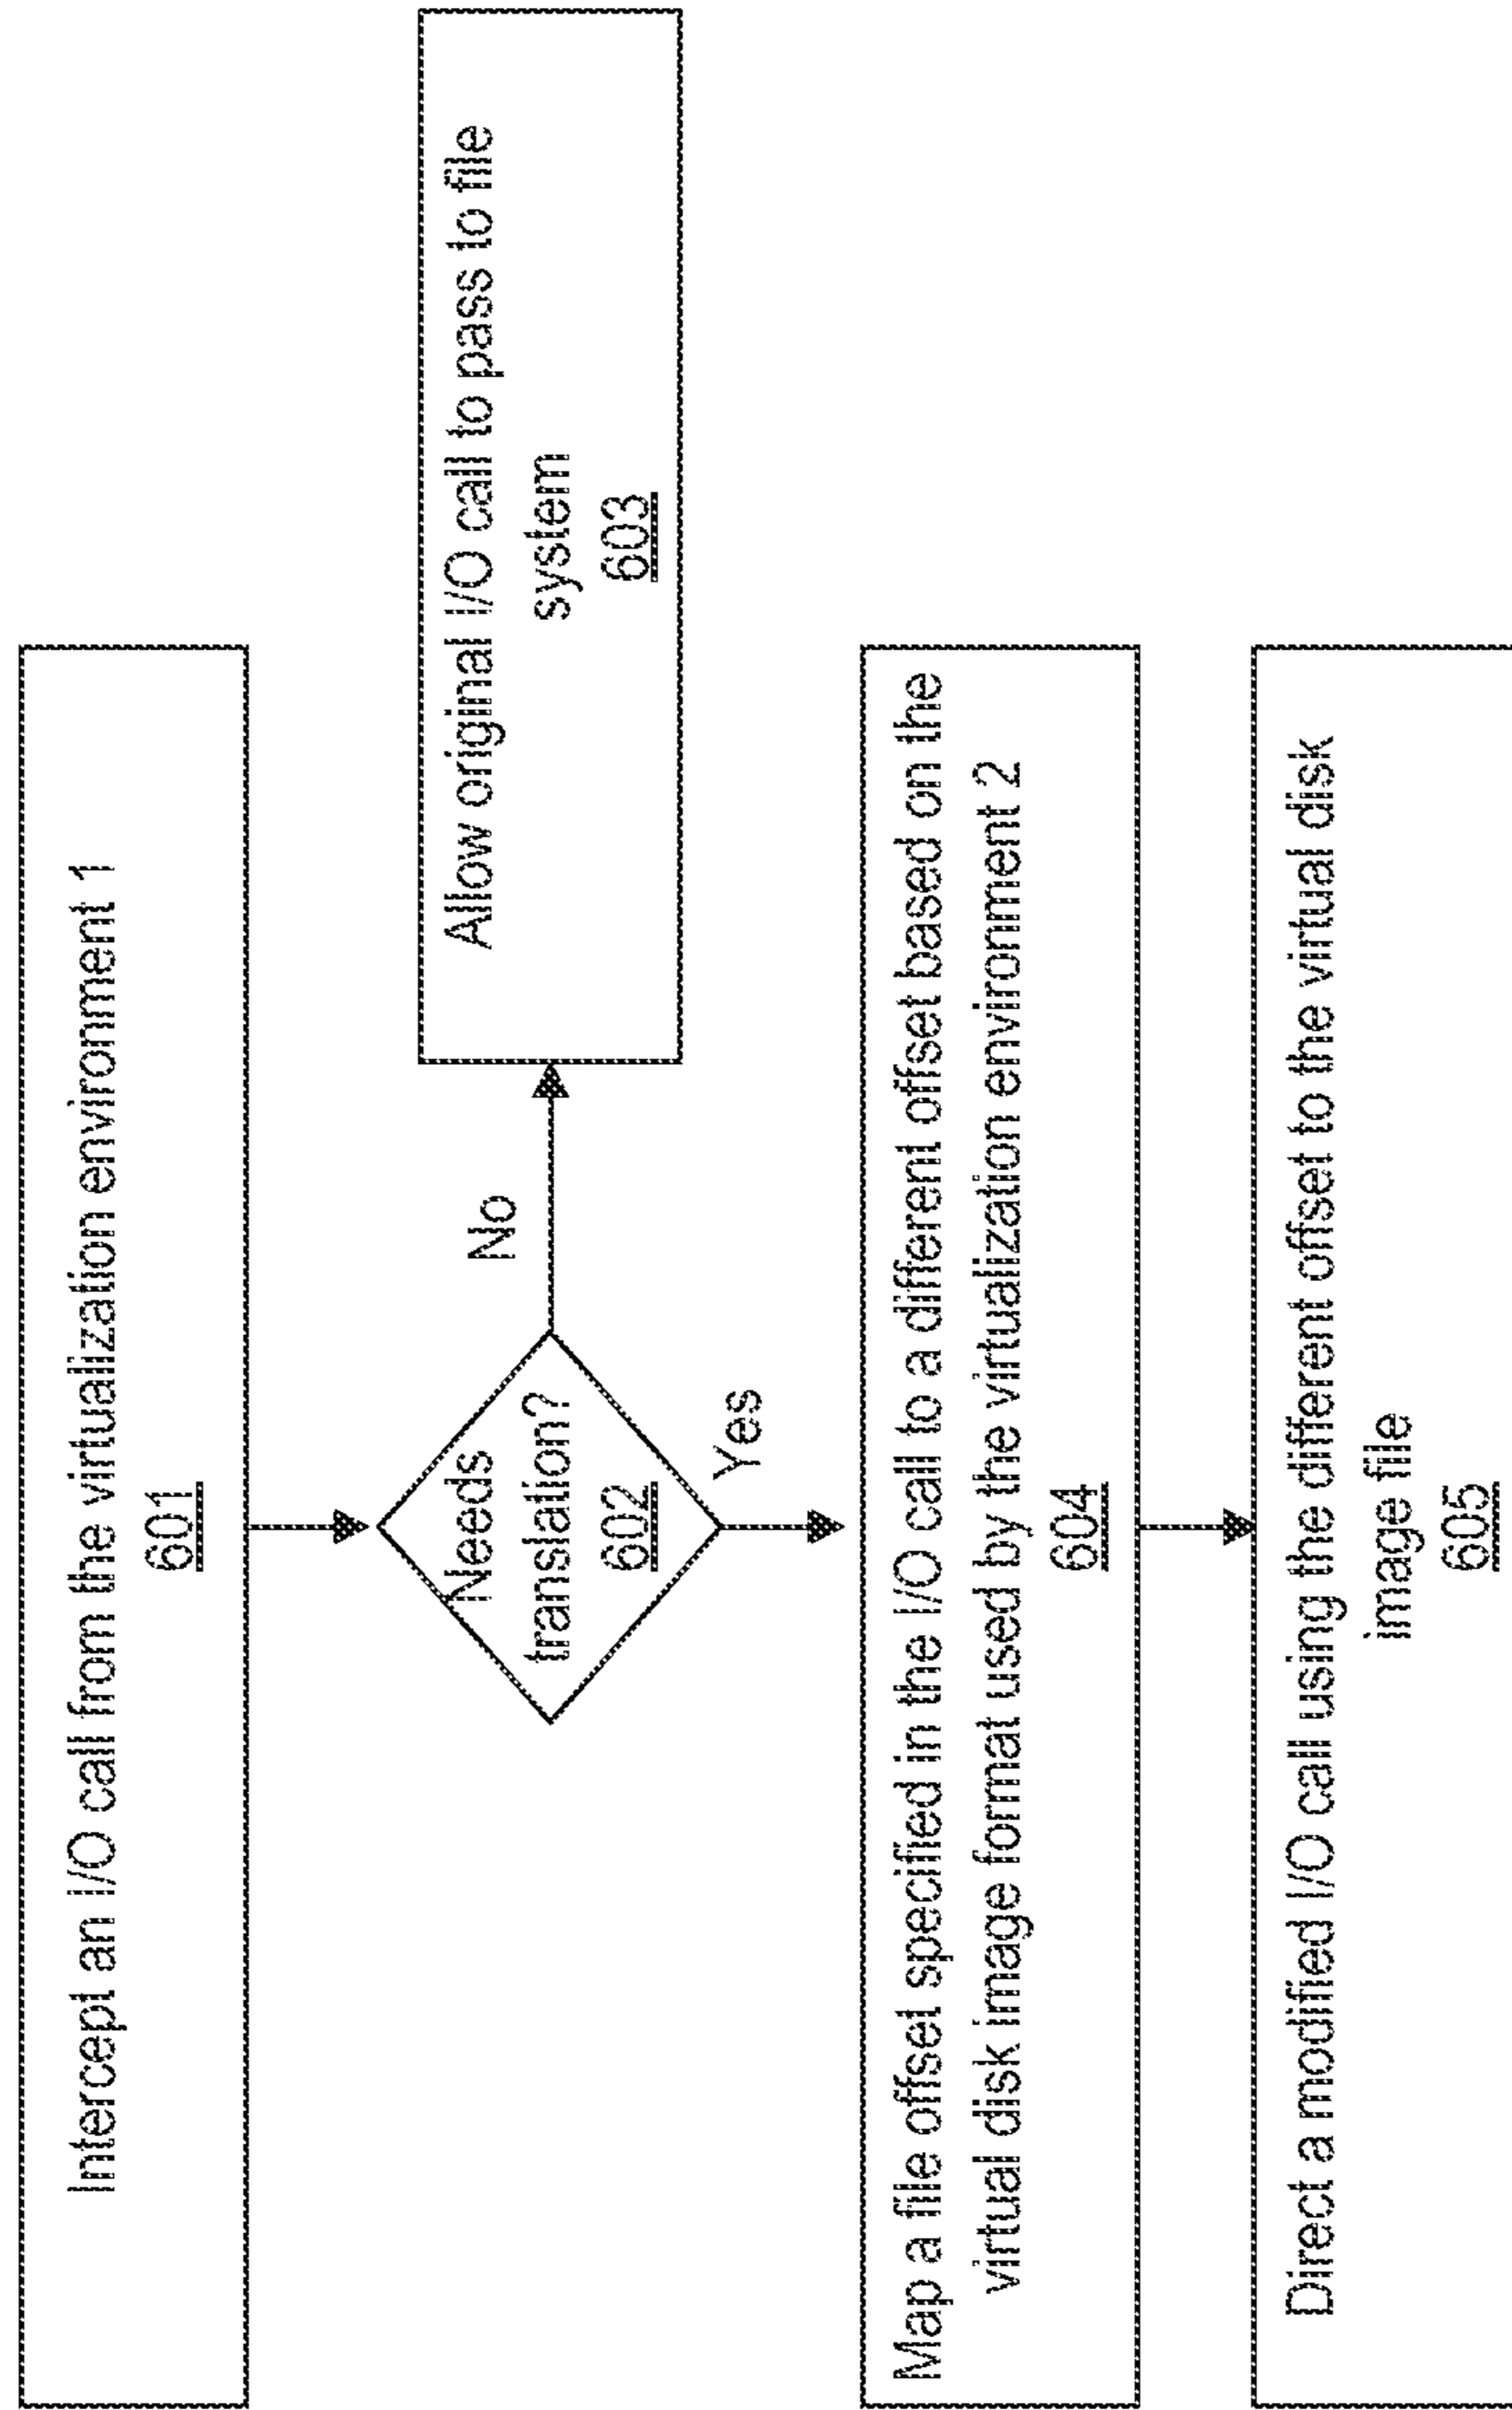 Intercept an I/O call from the virtualization environment 1
601
Needs
translation?
602
No
Allow original I/O call to pass to file
system
603
Yes
Map a file offset specified in the I/O call to a different offset based on the
virtual disk image format used by the virtualization environment 2
604
Direct a modified I/O call using the different offset to the virtual disk
image file
605